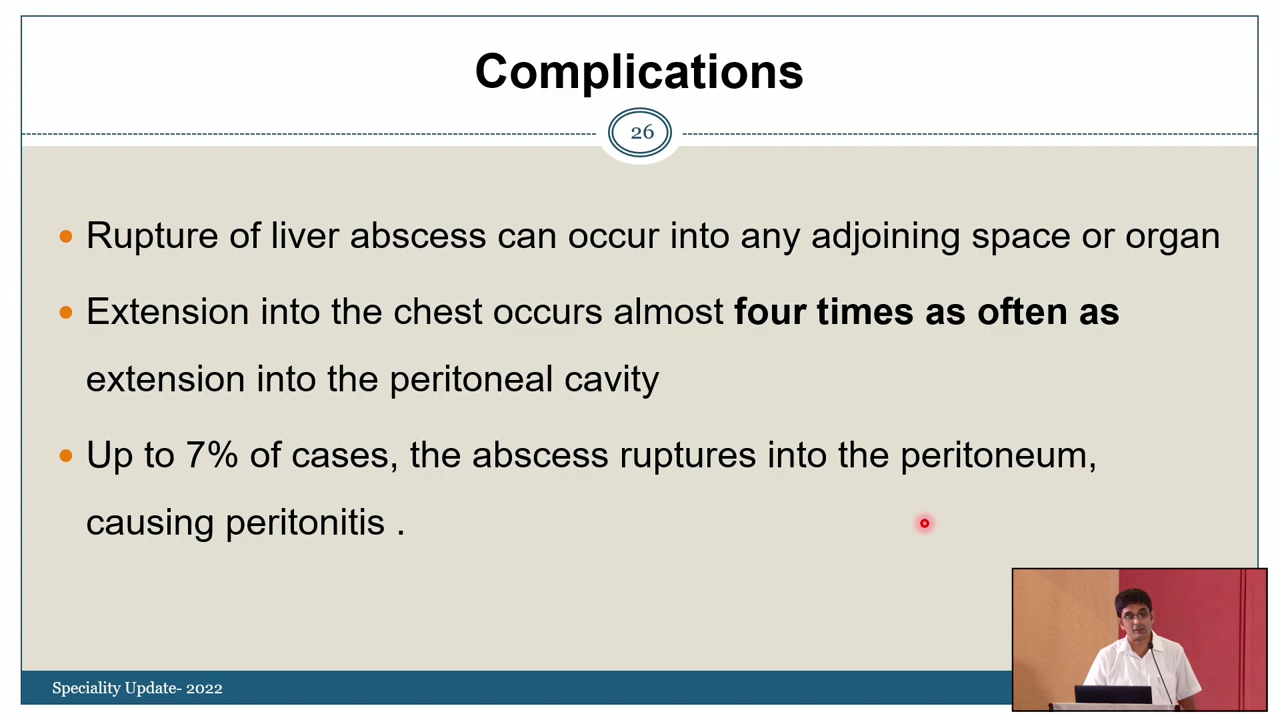 Complications
26
Rupture of liver abscess can occur into any adjoining space or organ
Extension into the chest occurs almost four times as often as
extension into the peritoneal cavity
Up to 7% of cases, the abscess ruptures into the peritoneum,
causing peritonitis .
Speciality Update- 2022